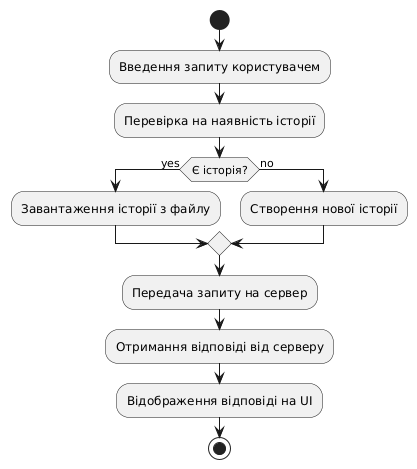 Введення запиту користувачем
Перевірка на наявність історії
yes
Є історія?
no
Завантаження історії з файлу
Створення нової історії
Передача запиту на сервер
Отримання відповіді від серверу
Відображення відповіді на UI